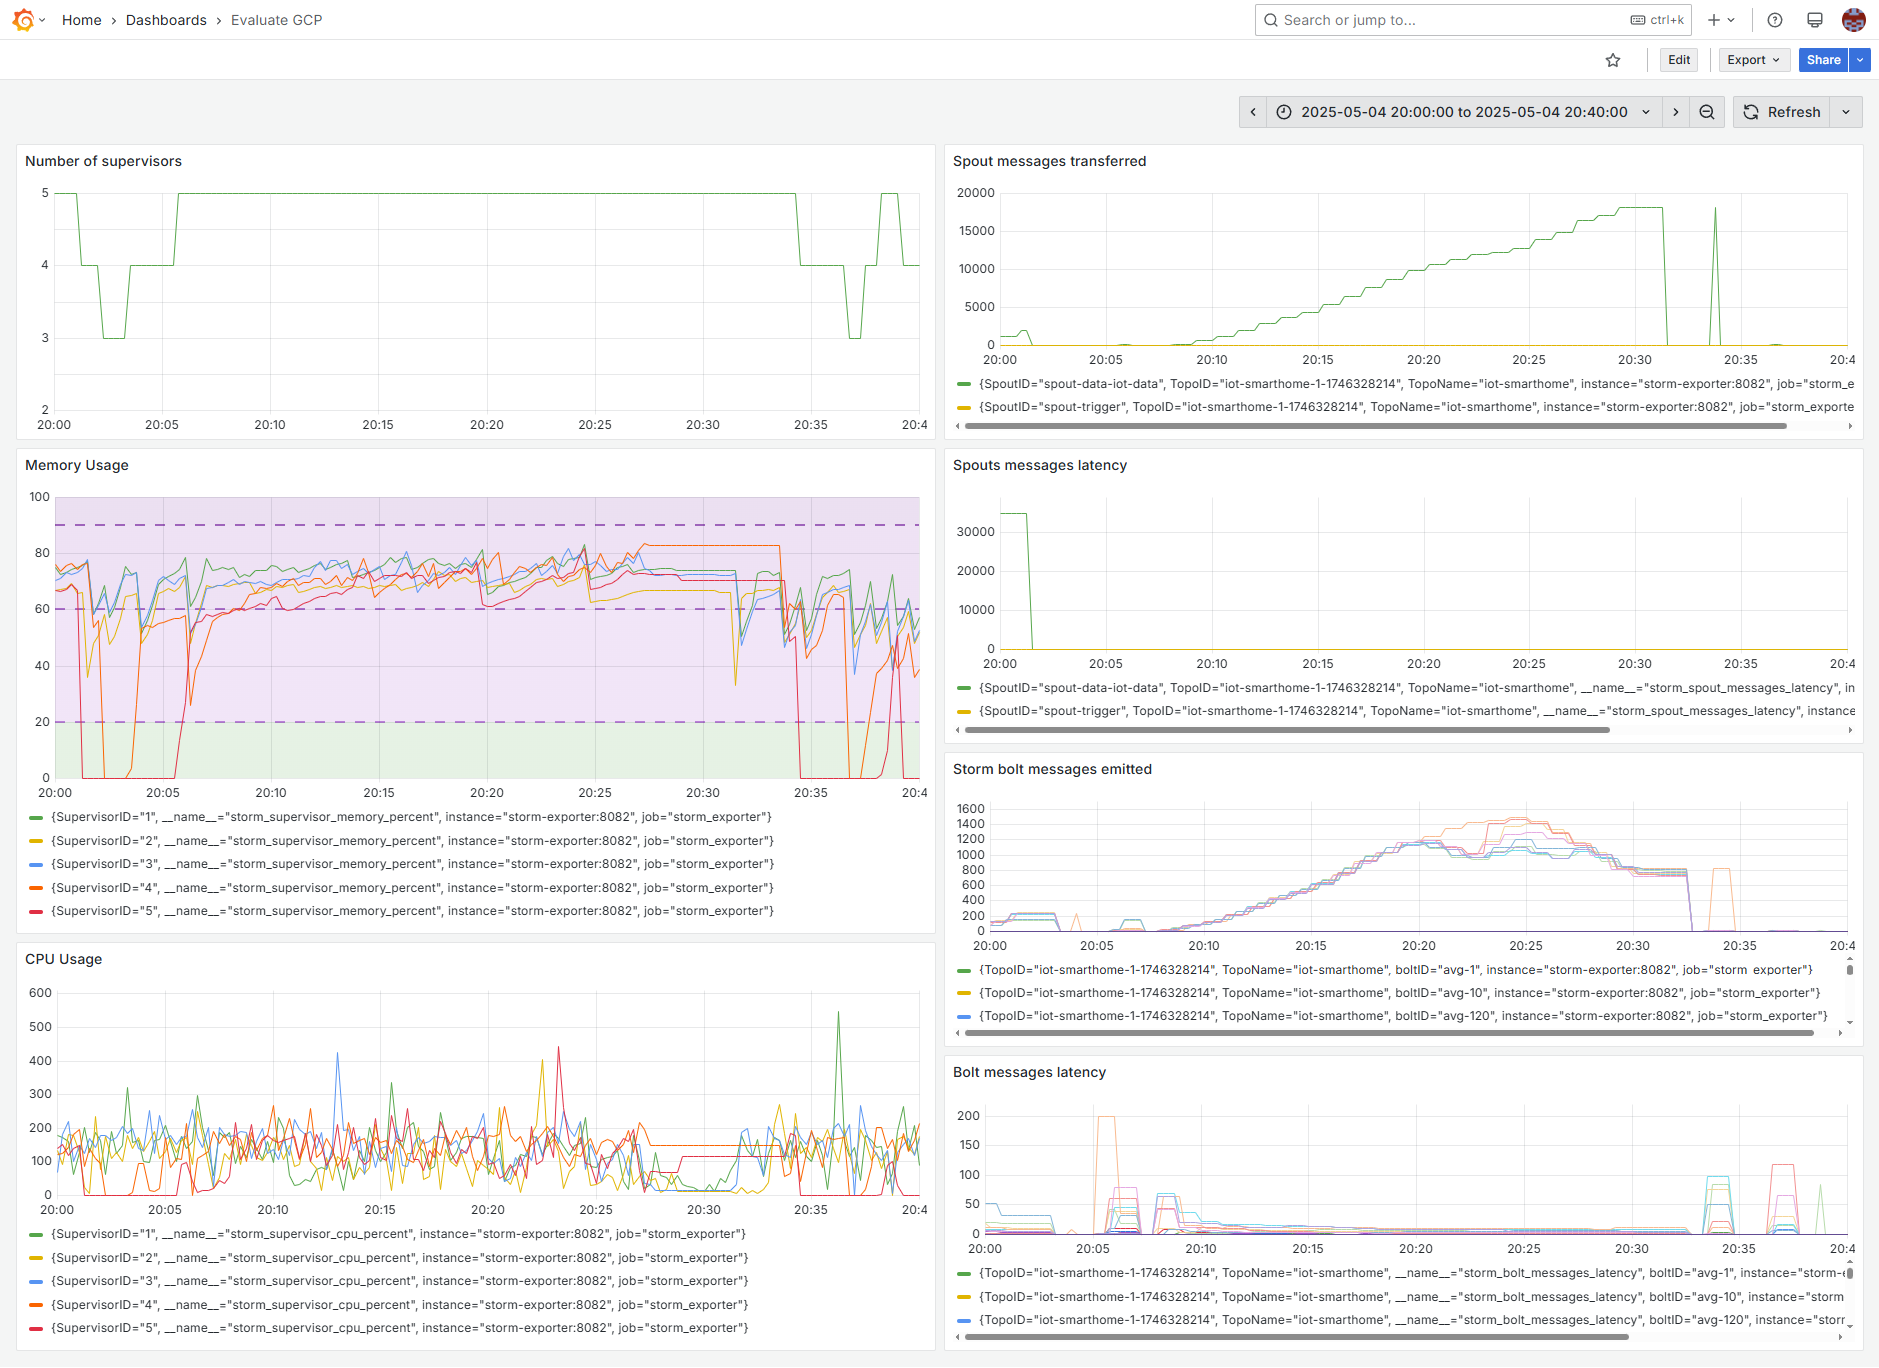 Home › Dashboards › Evaluate GCP
Search or jump to...
ctrl+k
Edit
Export
Share
2025-05-04 20:00:00 to 2025-05-04 20:40:00
Refresh
Number of supervisors
5
4
3
2
20:00 20:05 20:10 20:15 20:20 20:25 20:30 20:35 20:4
Memory Usage
100
80
60
40
20
0
20:00 20:05 20:10 20:15 20:20 20:25 20:30 20:35 20:4
{SupervisorID="1", __name__="storm_supervisor_memory_percent", instance="storm-exporter:8082", job="storm_exporter"}
{SupervisorID="2", __name__="storm_supervisor_memory_percent", instance="storm-exporter:8082", job="storm_exporter"}
{SupervisorID="3", __name__="storm_supervisor_memory_percent", instance="storm-exporter:8082", job="storm_exporter"}
{SupervisorID="4", __name__="storm_supervisor_memory_percent", instance="storm-exporter:8082", job="storm_exporter"}
{SupervisorID="5", __name__="storm_supervisor_memory_percent", instance="storm-exporter:8082", job="storm_exporter"}
CPU Usage
600
500
400
300
200
100
0
20:00 20:05 20:10 20:15 20:20 20:25 20:30 20:35 20:4
{SupervisorID="1", __name__="storm_supervisor_cpu_percent", instance="storm-exporter:8082", job="storm_exporter"}
{SupervisorID="2", __name__="storm_supervisor_cpu_percent", instance="storm-exporter:8082", job="storm_exporter"}
{SupervisorID="3", __name__="storm_supervisor_cpu_percent", instance="storm-exporter:8082", job="storm_exporter"}
{SupervisorID="4", __name__="storm_supervisor_cpu_percent", instance="storm-exporter:8082", job="storm_exporter"}
{SupervisorID="5", __name__="storm_supervisor_cpu_percent", instance="storm-exporter:8082", job="storm_exporter"}
Spout messages transferred
20000
15000
10000
5000
0
20:00 20:05 20:10 20:15 20:20 20:25 20:30 20:35 20:4
{SpoutID="spout-data-iot-data", TopoID="iot-smarthome-1-1746328214", TopoName="iot-smarthome", instance="storm-exporter:8082", job="storm_e
{SpoutID="spout-trigger", TopoID="iot-smarthome-1-1746328214", TopoName="iot-smarthome", instance="storm-exporter:8082", job="storm_exporte
Spouts messages latency
30000
20000
10000
0
20:00 20:05 20:10 20:15 20:20 20:25 20:30 20:35 20:4
{SpoutID="spout-data-iot-data", TopoID="iot-smarthome-1-1746328214", TopoName="iot-smarthome", __name__="storm_spout_messages_latency", in
{SpoutID="spout-trigger", TopoID="iot-smarthome-1-1746328214", TopoName="iot-smarthome", __name__="storm_spout_messages_latency", instance
Storm bolt messages emitted
1600
1400
1200
1000
800
600
400
200
0
20:00 20:05 20:10 20:15 20:20 20:25 20:30 20:35 20:4
{TopoID="iot-smarthome-1-1746328214", TopoName="iot-smarthome", boltID="avg-1", instance="storm-exporter:8082", job="storm_exporter"}
{TopoID="iot-smarthome-1-1746328214", TopoName="iot-smarthome", boltID="avg-10", instance="storm-exporter:8082", job="storm_exporter"}
{TopoID="iot-smarthome-1-1746328214", TopoName="iot-smarthome", boltID="avg-120", instance="storm-exporter:8082", job="storm_exporter"}
Bolt messages latency
200
150
100
50
0
20:00 20:05 20:10 20:15 20:20 20:25 20:30 20:35 20:4
{TopoID="iot-smarthome-1-1746328214", TopoName="iot-smarthome", __name__="storm_bolt_messages_latency", boltID="avg-1", instance="storm-e
{TopoID="iot-smarthome-1-1746328214", TopoName="iot-smarthome", __name__="storm_bolt_messages_latency", boltID="avg-10", instance="storm
{TopoID="iot-smarthome-1-1746328214", TopoName="iot-smarthome", __name__="storm_bolt_messages_latency", boltID="avg-120", instance="storr